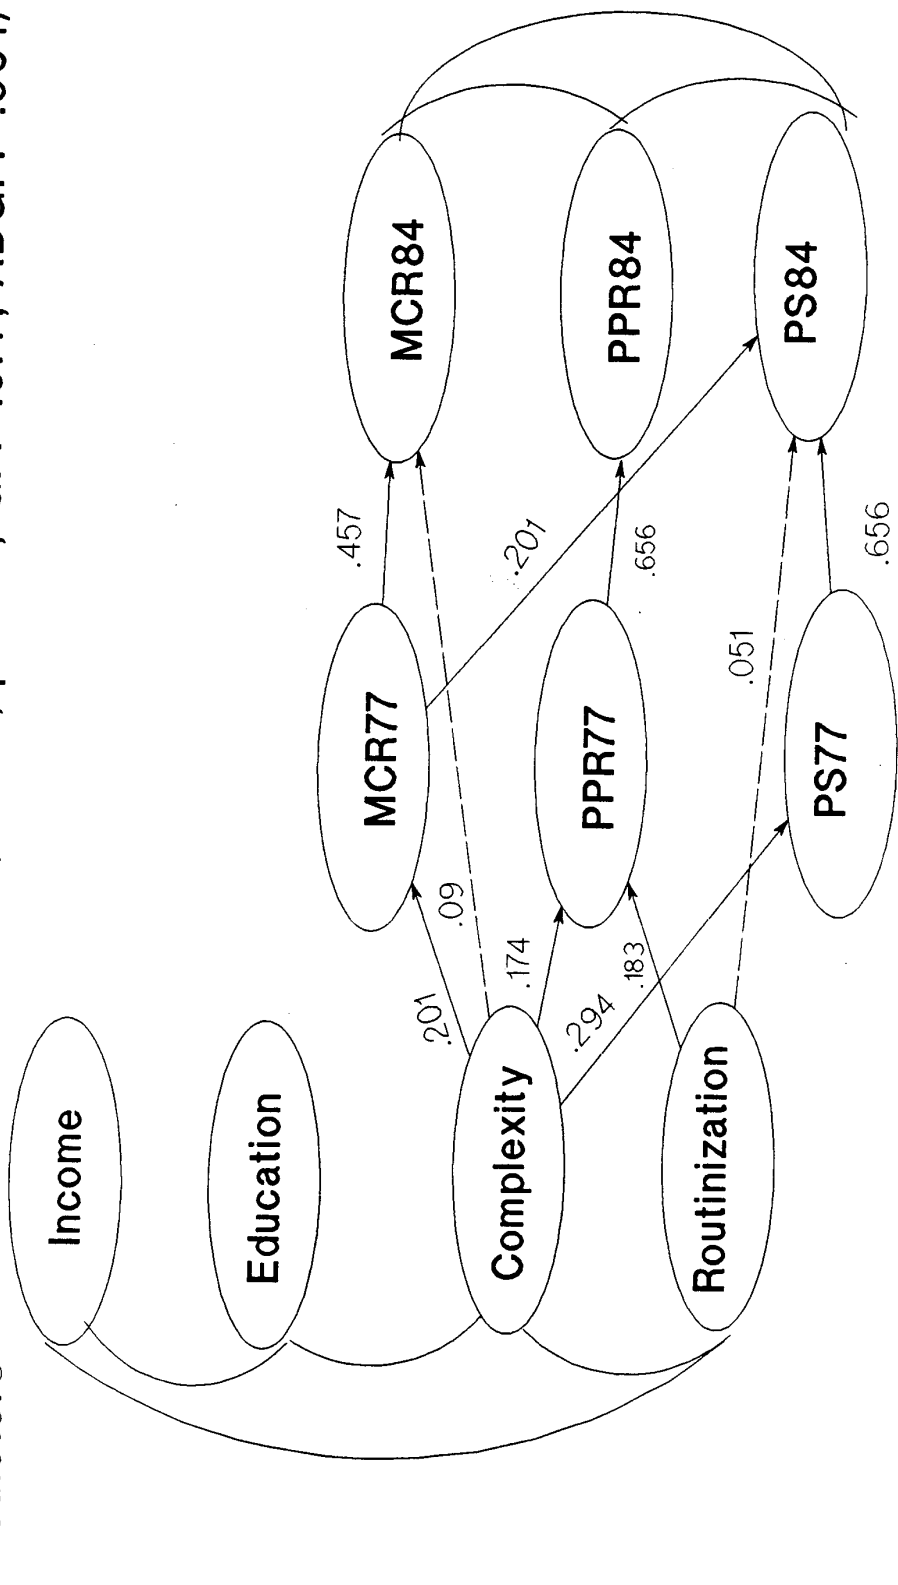 Income
Education
Complexity
Routinization
.201
.09
.174
.294
.183
MCR77
PPR77
PS77
.457
.201
.656
.051
.656
MCR84
PPR84
PS84